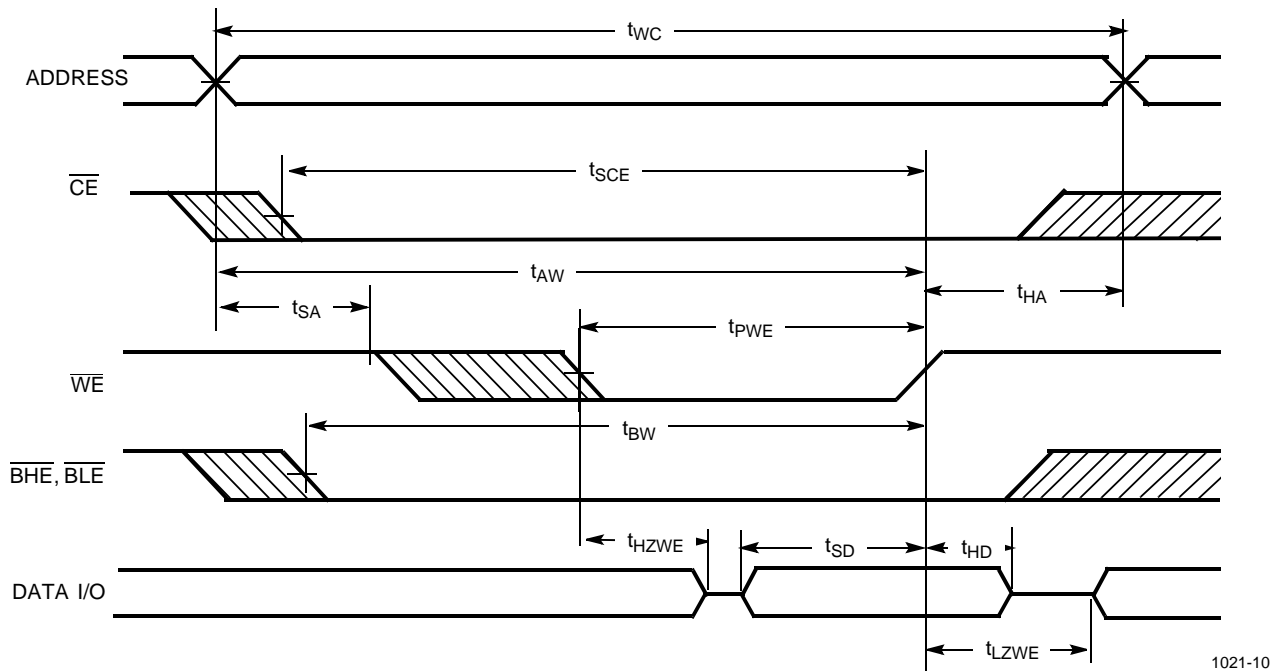 tWC
ADDRESS
tSCE
CE
tAW
tSA
tHA
tPWE
WE
tBW
BHE, BLE
tHZWE
tSD
tHD
DATA I/O
tLZWE
1021-10